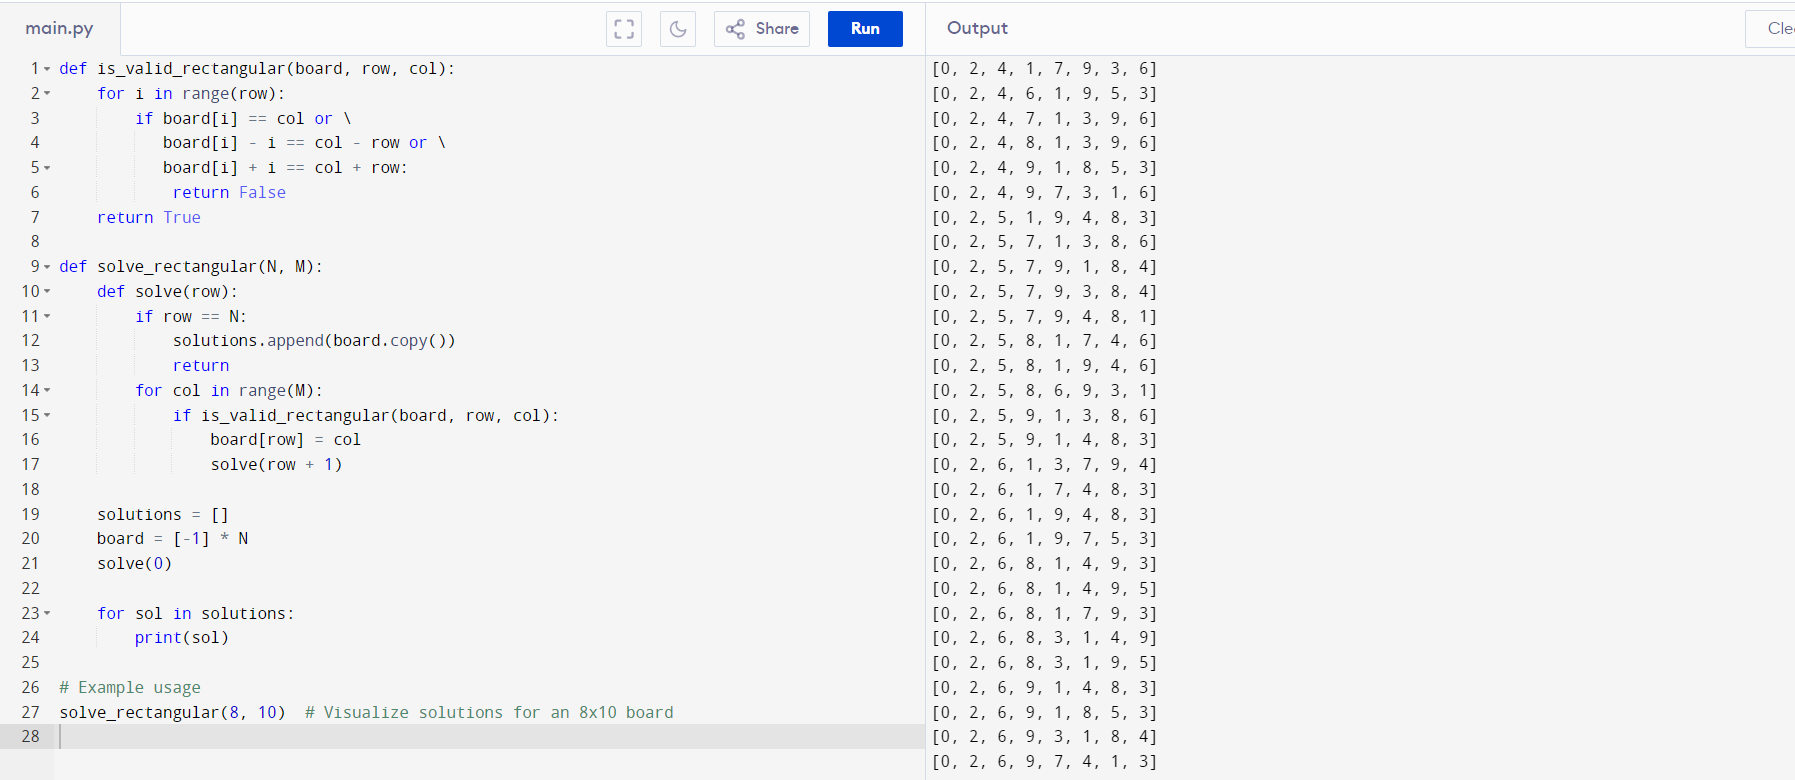 main.py
Share
Run
Output
1 def is_valid_rectangular(board, row, col):
2     for i in range(row):
3         if board[i] == col or \
4            board[i] - i == col - row or \
5            board[i] + i == col + row:
6             return False
7     return True
8
9 def solve_rectangular(N, M):
10     def solve(row):
11         if row == N:
12             solutions.append(board.copy())
13             return
14         for col in range(M):
15             if is_valid_rectangular(board, row, col):
16                 board[row] = col
17                 solve(row + 1)
18
19     solutions = []
20     board = [-1] * N
21     solve(0)
22
23     for sol in solutions:
24         print(sol)
25
26 # Example usage
27 solve_rectangular(8, 10)  # Visualize solutions for an 8x10 board
28
[0, 2, 4, 1, 7, 9, 3, 6]
[0, 2, 4, 6, 1, 9, 5, 3]
[0, 2, 4, 7, 1, 3, 9, 6]
[0, 2, 4, 8, 1, 3, 9, 6]
[0, 2, 4, 9, 1, 8, 5, 3]
[0, 2, 4, 9, 7, 3, 1, 6]
[0, 2, 5, 1, 9, 4, 8, 3]
[0, 2, 5, 7, 1, 3, 8, 6]
[0, 2, 5, 7, 9, 1, 8, 4]
[0, 2, 5, 7, 9, 3, 8, 4]
[0, 2, 5, 7, 9, 4, 8, 1]
[0, 2, 5, 8, 1, 7, 4, 6]
[0, 2, 5, 8, 1, 9, 4, 6]
[0, 2, 5, 8, 6, 9, 3, 1]
[0, 2, 5, 9, 1, 3, 8, 6]
[0, 2, 5, 9, 1, 4, 8, 3]
[0, 2, 6, 1, 3, 7, 9, 4]
[0, 2, 6, 1, 7, 4, 8, 3]
[0, 2, 6, 1, 9, 4, 8, 3]
[0, 2, 6, 1, 9, 7, 5, 3]
[0, 2, 6, 8, 1, 4, 9, 3]
[0, 2, 6, 8, 1, 4, 9, 5]
[0, 2, 6, 8, 1, 7, 9, 3]
[0, 2, 6, 8, 3, 1, 4, 9]
[0, 2, 6, 8, 3, 1, 9, 5]
[0, 2, 6, 9, 1, 4, 8, 3]
[0, 2, 6, 9, 1, 8, 5, 3]
[0, 2, 6, 9, 3, 1, 8, 4]
[0, 2, 6, 9, 7, 4, 1, 3]